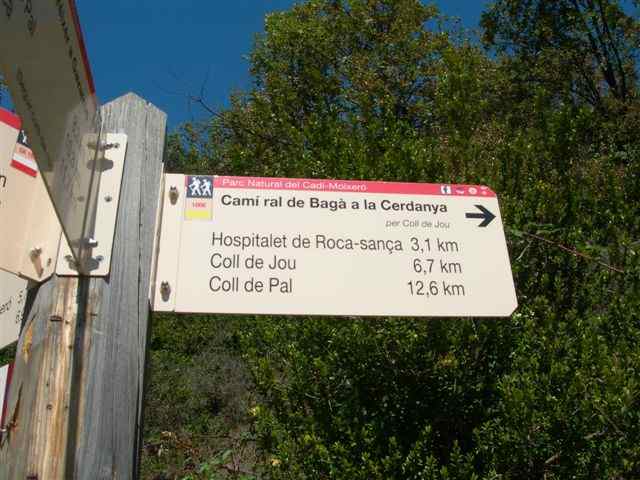 Parc Natural del Cadí-Moixeró
Camí ral de Bagà a la Cerdanya
per Coll de Jou
Hospitalet de Roca-sança 3,1 km
Coll de Jou 6,7 km
Coll de Pal 12,6 km